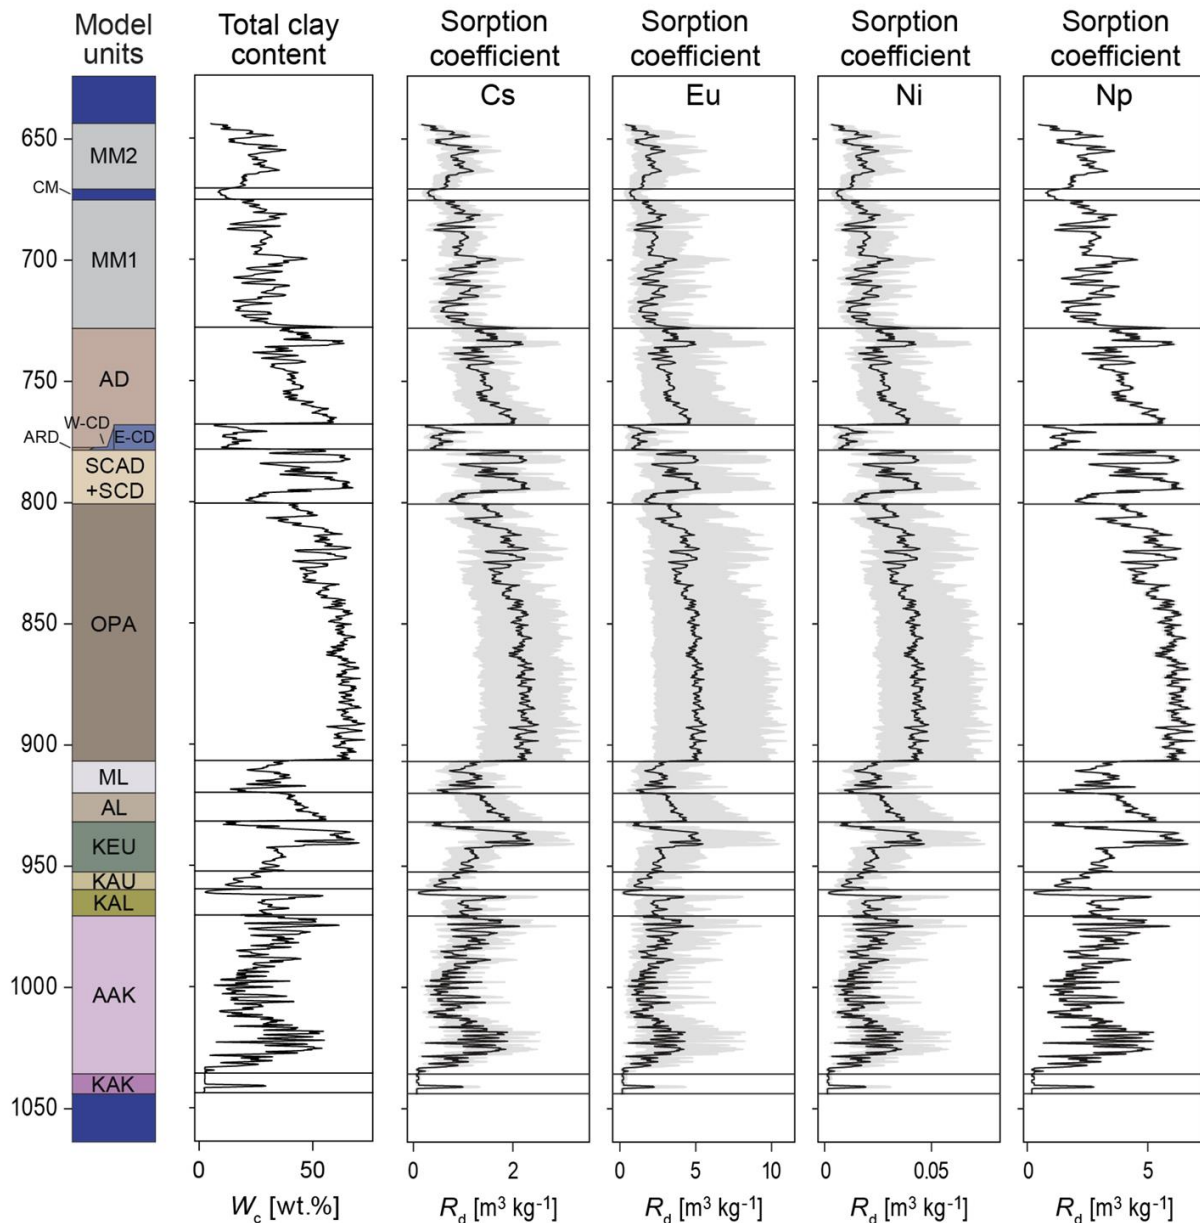 Model units
Total clay content
Sorption coefficient
Sorption coefficient
Sorption coefficient
Sorption coefficient
Cs
Eu
Ni
Np
650
MM2
CM
700
MM1
750
AD
W-CD
ARD
E-CD
SCAD
+SCD
800
850
OPA
900
ML
AL
KEU
950
KAU
KAL
1000
AAK
KAK
1050
0 50
0 2
0 5 10
0 0.05
0 5
Wc [wt.%]
Rd [m³ kg⁻¹]
Rd [m³ kg⁻¹]
Rd [m³ kg⁻¹]
Rd [m³ kg⁻¹]